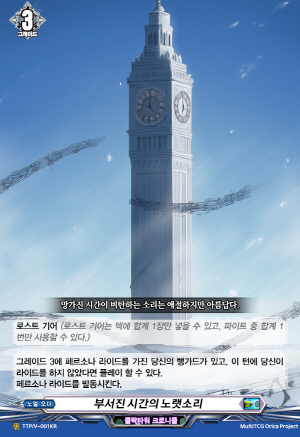 3
그레이드
망가진 시간이 비탄하는 소리는 애절하지만 아름답다.
로스트 기어 (로스트 기어는 덱에 합계 1장만 넣을 수 있고, 파이트 중 합계 1
번만 사용할 수 있다.)
그레이드 3에 페르소나 라이드를 가진 당신의 뱅가드가 있고, 이 턴에 당신이
라이드를 하지 않았다면 플레이 할 수 있다.
페르소나 라이드를 발동시킨다.
노멀 오더
부서진 시간의 노랫소리
클락타워 크로니클
TTP/V-001KR
MultiSTCG Orica Project